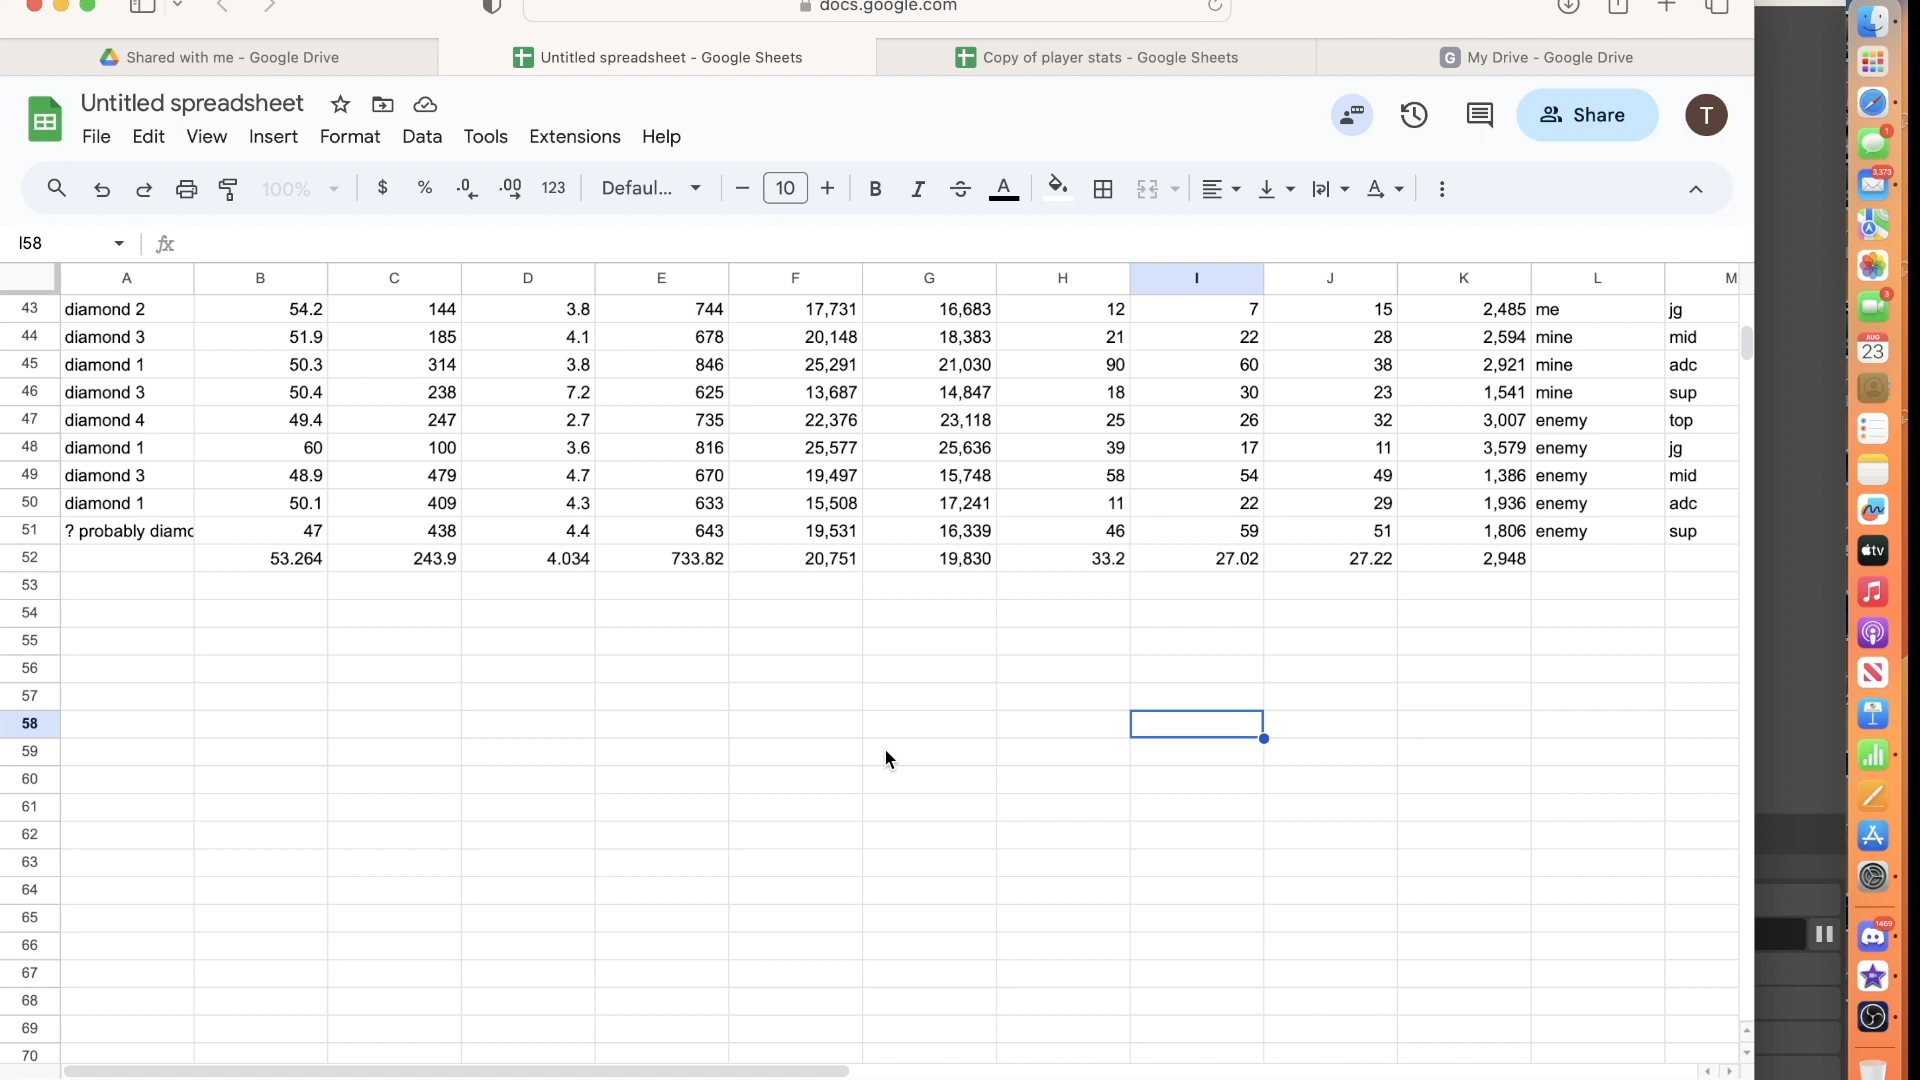 docs.google.com
Shared with me - Google Drive
Untitled spreadsheet - Google Sheets
Copy of player stats - Google Sheets
G My Drive - Google Drive
Untitled spreadsheet
File Edit View Insert Format Data Tools Extensions Help
Share
T
100% $ % .0 .00 123 Defaul... 10 B I S A A
I58 fx
A B C D E F G H I J K L M
43 diamond 2 54.2 144 3.8 744 17,731 16,683 12 7 15 2,485 me jg
44 diamond 3 51.9 185 4.1 678 20,148 18,383 21 22 28 2,594 mine mid
45 diamond 1 50.3 314 3.8 846 25,291 21,030 90 60 38 2,921 mine adc
46 diamond 3 50.4 238 7.2 625 13,687 14,847 18 30 23 1,541 mine sup
47 diamond 4 49.4 247 2.7 735 22,376 23,118 25 26 32 3,007 enemy top
48 diamond 1 60 100 3.6 816 25,577 25,636 39 17 11 3,579 enemy jg
49 diamond 3 48.9 479 4.7 670 19,497 15,748 58 54 49 1,386 enemy mid
50 diamond 1 50.1 409 4.3 633 15,508 17,241 11 22 29 1,936 enemy adc
51 ? probably diamo 47 438 4.4 643 19,531 16,339 46 59 51 1,806 enemy sup
52 53.264 243.9 4.034 733.82 20,751 19,830 33.2 27.02 27.22 2,948
53
54
55
56
57
58
59
60
61
62
63
64
65
66
67
68
69
70
1
3,373
3
AUG
23
tv
1469